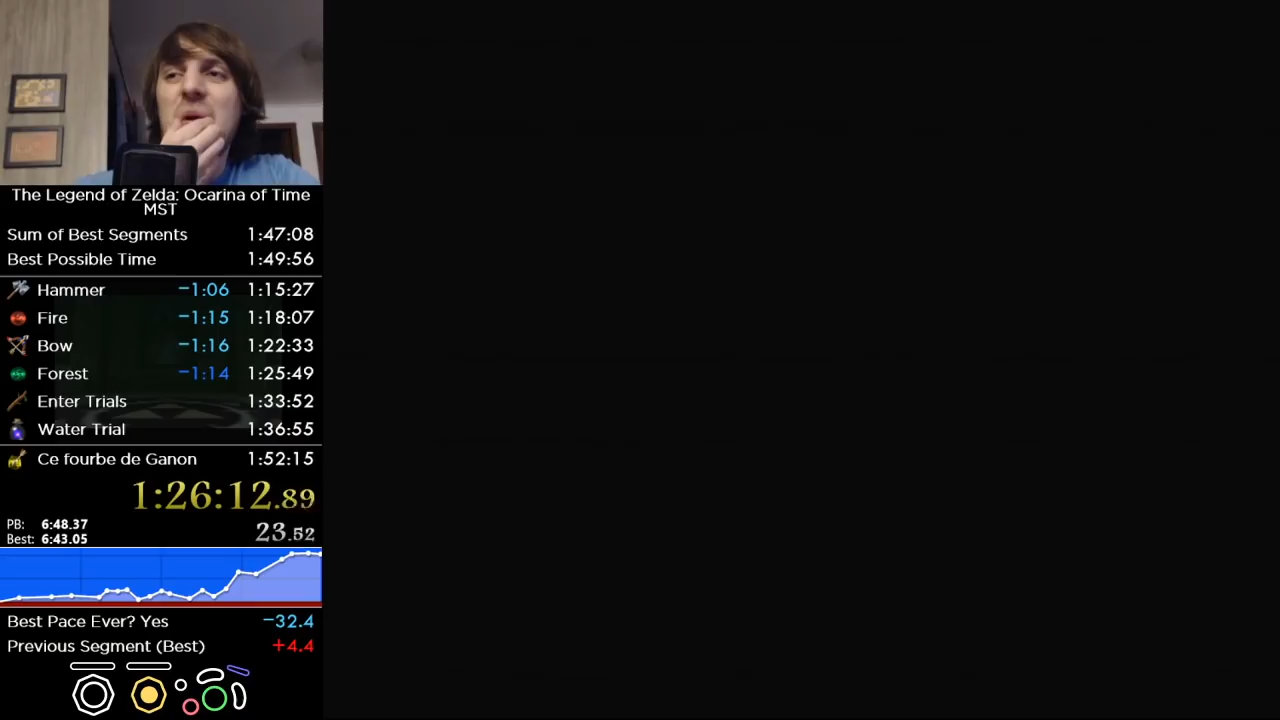 The Legend of Zelda: Ocarina of Time
MST
Sum of Best Segments 1:47:08
Best Possible Time 1:49:56
Hammer −1:06 1:15:27
Fire −1:15 1:18:07
Bow −1:16 1:22:33
Forest −1:14 1:25:49
Enter Trials 1:33:52
Water Trial 1:36:55
Ce fourbe de Ganon 1:52:15
1:26:12.89
PB: 6:48.37 23.52
Best: 6:43.05
Best Pace Ever? Yes −32.4
Previous Segment (Best) +4.4